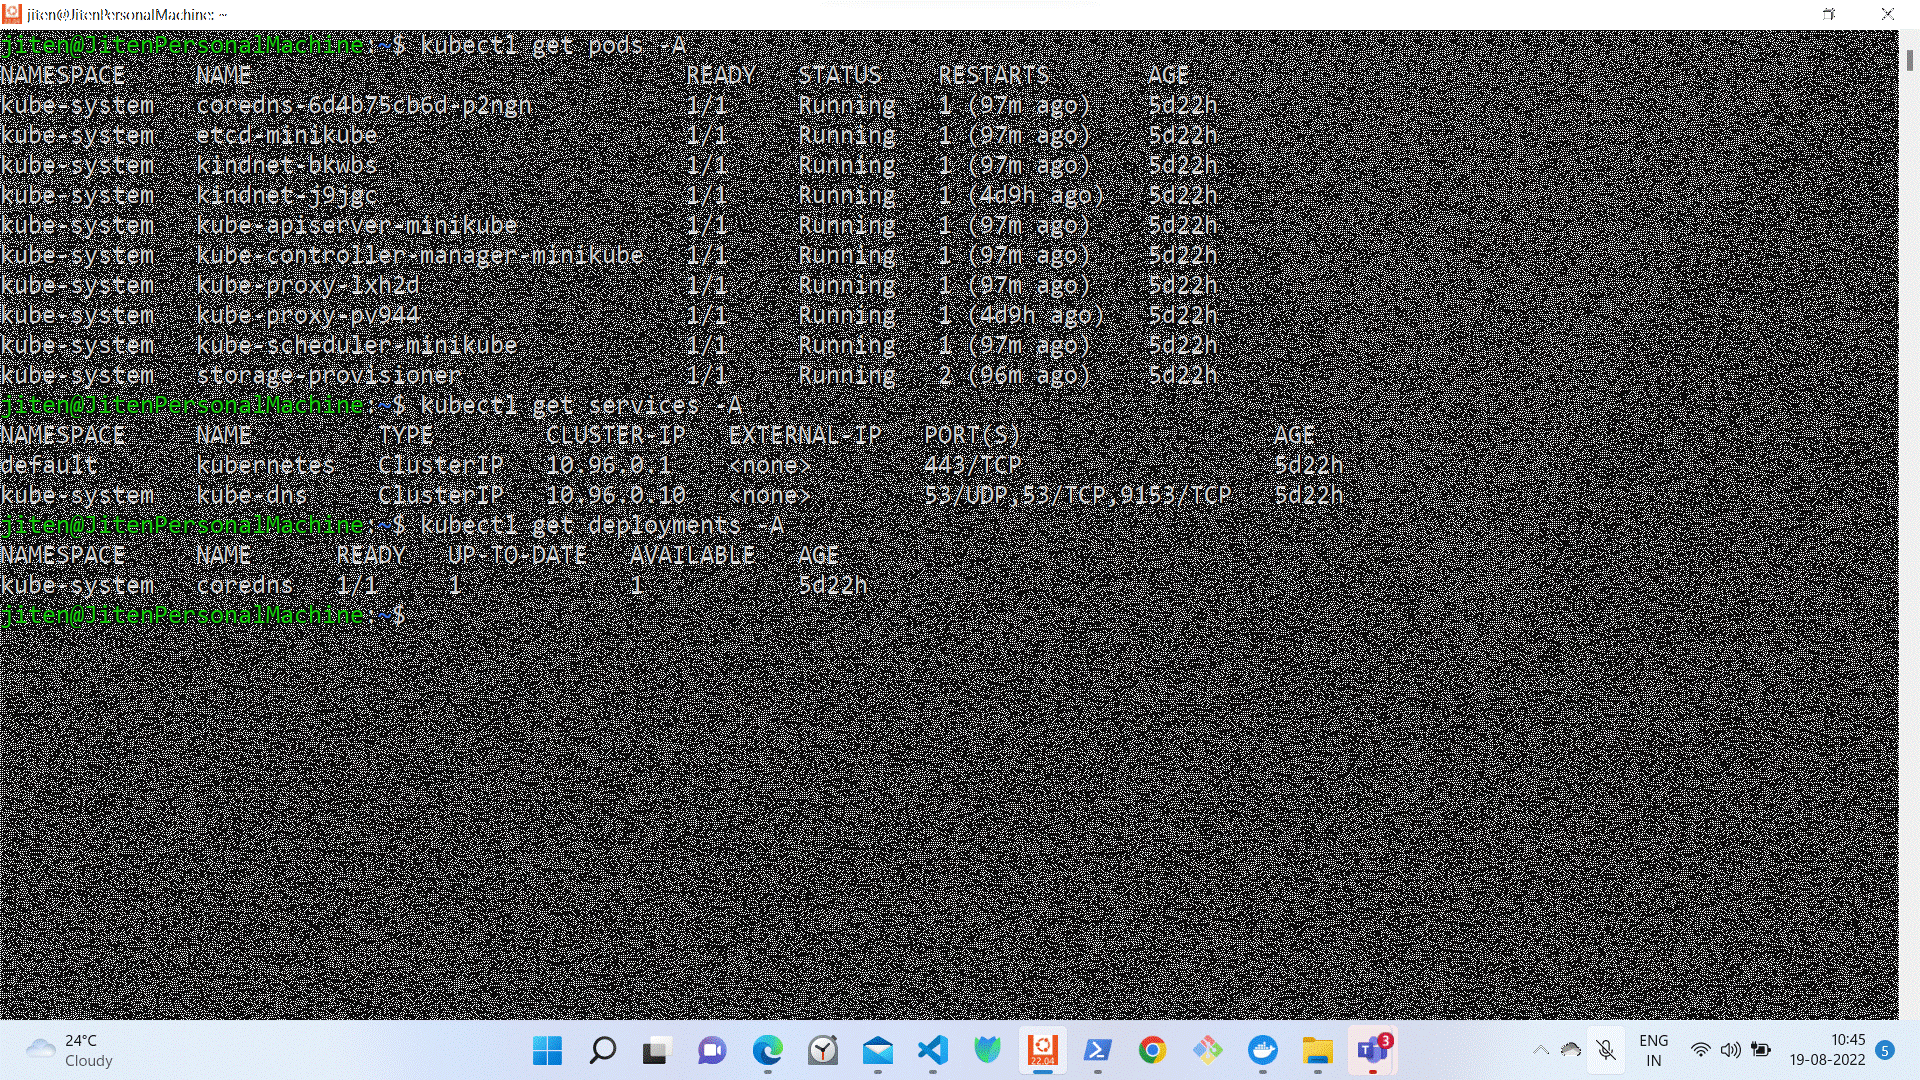 jiten@JitenPersonalMachine: ~
jiten@JitenPersonalMachine:~$ kubectl get pods -A
NAMESPACE NAME READY STATUS RESTARTS AGE
kube-system coredns-6d4b75cb6d-p2ngh 1/1 Running 1 (97m ago) 5d22h
kube-system etcd-minikube 1/1 Running 1 (97m ago) 5d22h
kube-system kindnet-bkwbs 1/1 Running 1 (97m ago) 5d22h
kube-system kindnet-j9jgc 1/1 Running 1 (4d9h ago) 5d22h
kube-system kube-apiserver-minikube 1/1 Running 1 (97m ago) 5d22h
kube-system kube-controller-manager-minikube 1/1 Running 1 (97m ago) 5d22h
kube-system kube-proxy-lxh2d 1/1 Running 1 (97m ago) 5d22h
kube-system kube-proxy-pv944 1/1 Running 1 (4d9h ago) 5d22h
kube-system kube-scheduler-minikube 1/1 Running 1 (97m ago) 5d22h
kube-system storage-provisioner 1/1 Running 2 (96m ago) 5d22h
jiten@JitenPersonalMachine:~$ kubectl get services -A
NAMESPACE NAME TYPE CLUSTER-IP EXTERNAL-IP PORT(S) AGE
default kubernetes ClusterIP 10.96.0.1 <none> 443/TCP 5d22h
kube-system kube-dns ClusterIP 10.96.0.10 <none> 53/UDP,53/TCP,9153/TCP 5d22h
jiten@JitenPersonalMachine:~$ kubectl get deployments -A
NAMESPACE NAME READY UP-TO-DATE AVAILABLE AGE
kube-system coredns 1/1 1 1 5d22h
jiten@JitenPersonalMachine:~$
24°C
Cloudy
22.04
3
ENG
IN
10:45
19-08-2022
5